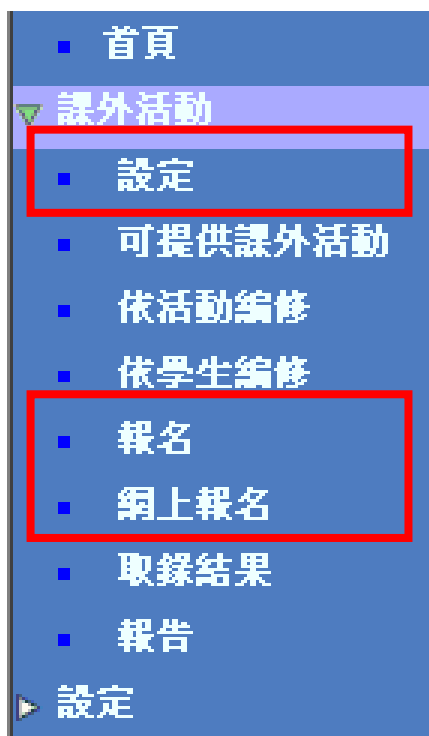 首頁
課外活動
設定
可提供課外活動
依活動編修
依學生編修
報名
網上報名
取錄結果
報告
設定